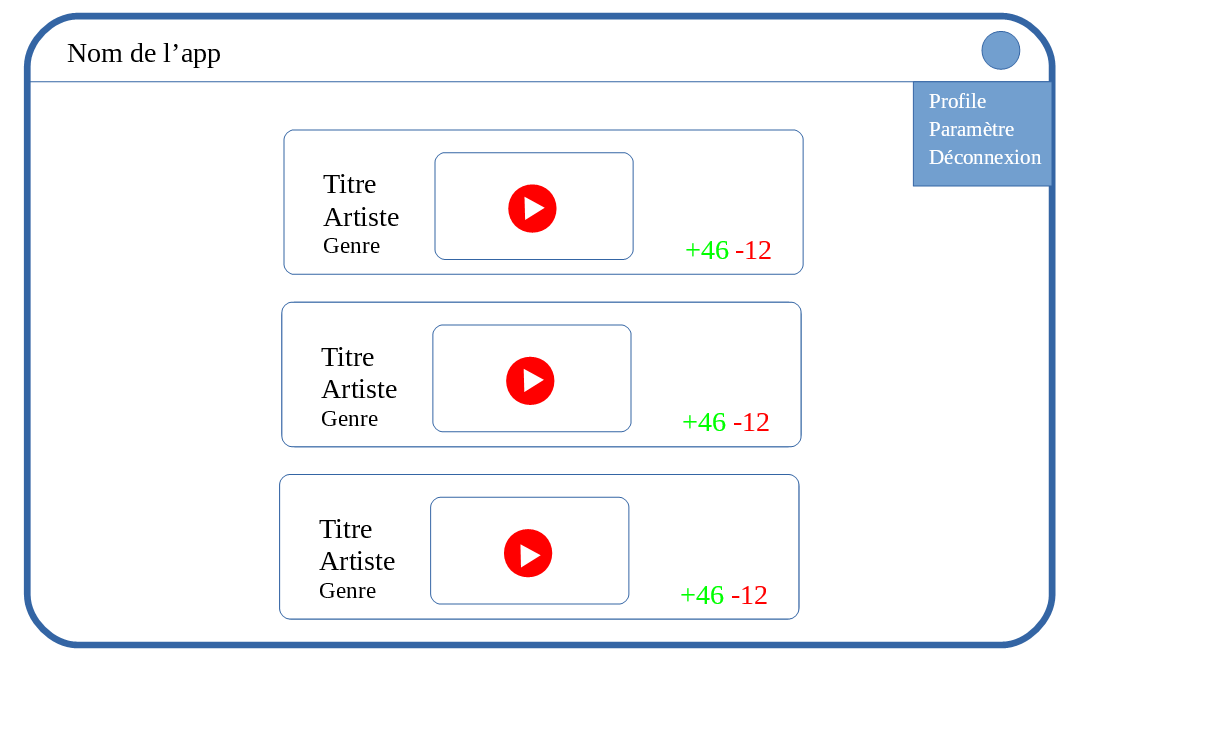 Nom de l’app
Profile
Paramètre
Déconnexion
Titre
Artiste
Genre
+46 -12
Titre
Artiste
Genre
+46 -12
Titre
Artiste
Genre
+46 -12